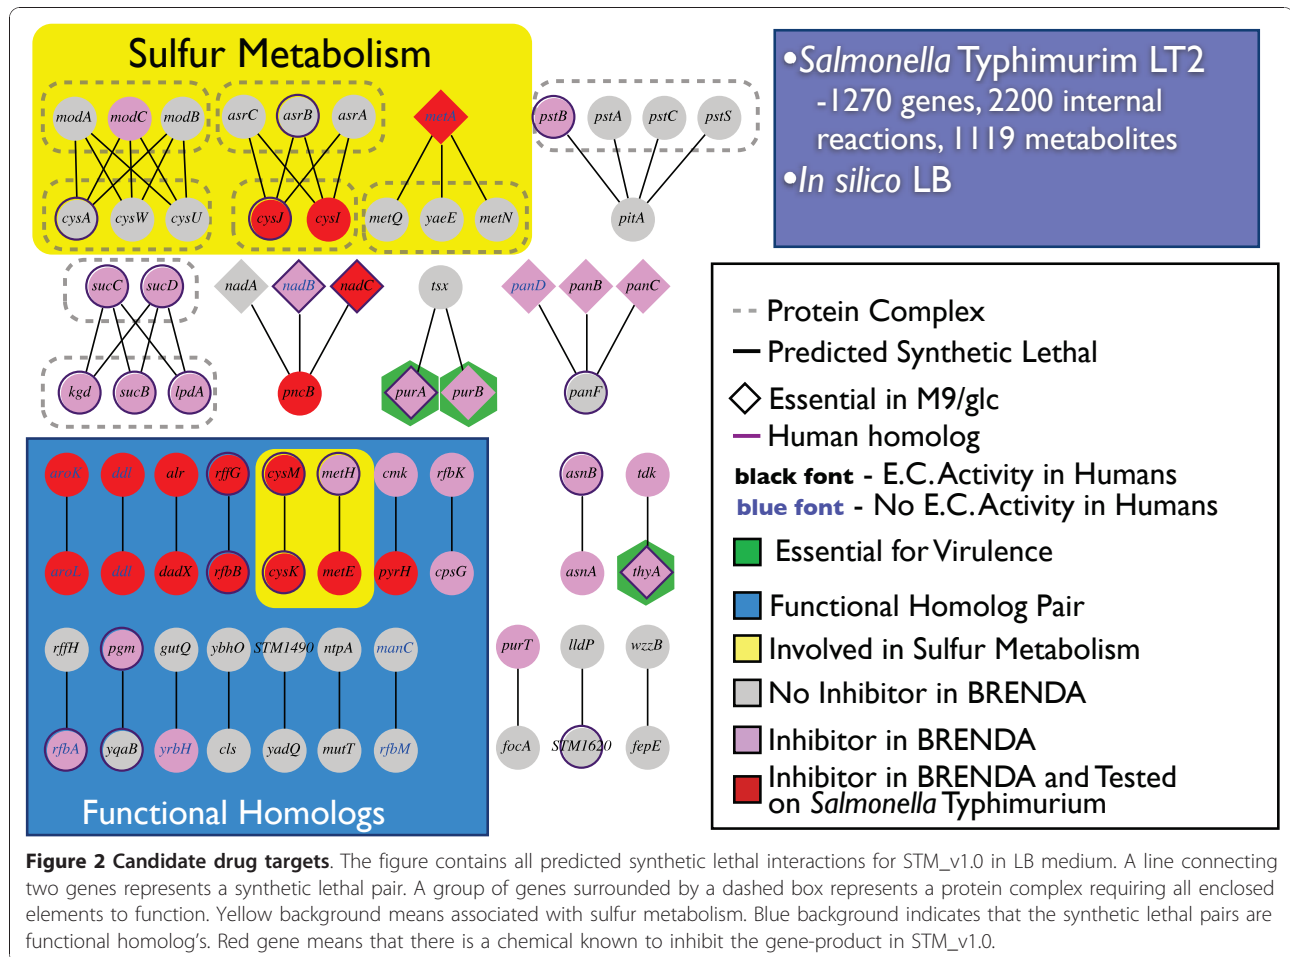 Sulfur Metabolism
modA modC modB asrC asrB asrA metA pstB pstA pstC pstS
cysA cysW cysU cysJ cysI metQ yaeE metN pitA
•Salmonella Typhimurim LT2
-1270 genes, 2200 internal
reactions, 1119 metabolites
•In silico LB
sucC sucD nadA nadB nadC tsx panD panB panC
kgd sucB lpdA pncB purA purB panF
aroK ddl alr rffG cysM metH cmk rfbK asnB tdk
aroL ddl dadX rfbB cysK metE pyrH cpsG asnA thyA
rffH pgm gutQ ybhO STM1490 ntpA manC purT lldP wzzB
rfbA yqaB yrbH cls yadQ mutT rfbM focA STM1620 fepE
Functional Homologs
Protein Complex
Predicted Synthetic Lethal
Essential in M9/glc
Human homolog
black font - E.C. Activity in Humans
blue font - No E.C. Activity in Humans
Essential for Virulence
Functional Homolog Pair
Involved in Sulfur Metabolism
No Inhibitor in BRENDA
Inhibitor in BRENDA
Inhibitor in BRENDA and Tested
on Salmonella Typhimurium
Figure 2 Candidate drug targets. The figure contains all predicted synthetic lethal interactions for STM_v1.0 in LB medium. A line connecting
two genes represents a synthetic lethal pair. A group of genes surrounded by a dashed box represents a protein complex requiring all enclosed
elements to function. Yellow background means associated with sulfur metabolism. Blue background indicates that the synthetic lethal pairs are
functional homolog's. Red gene means that there is a chemical known to inhibit the gene-product in STM_v1.0.